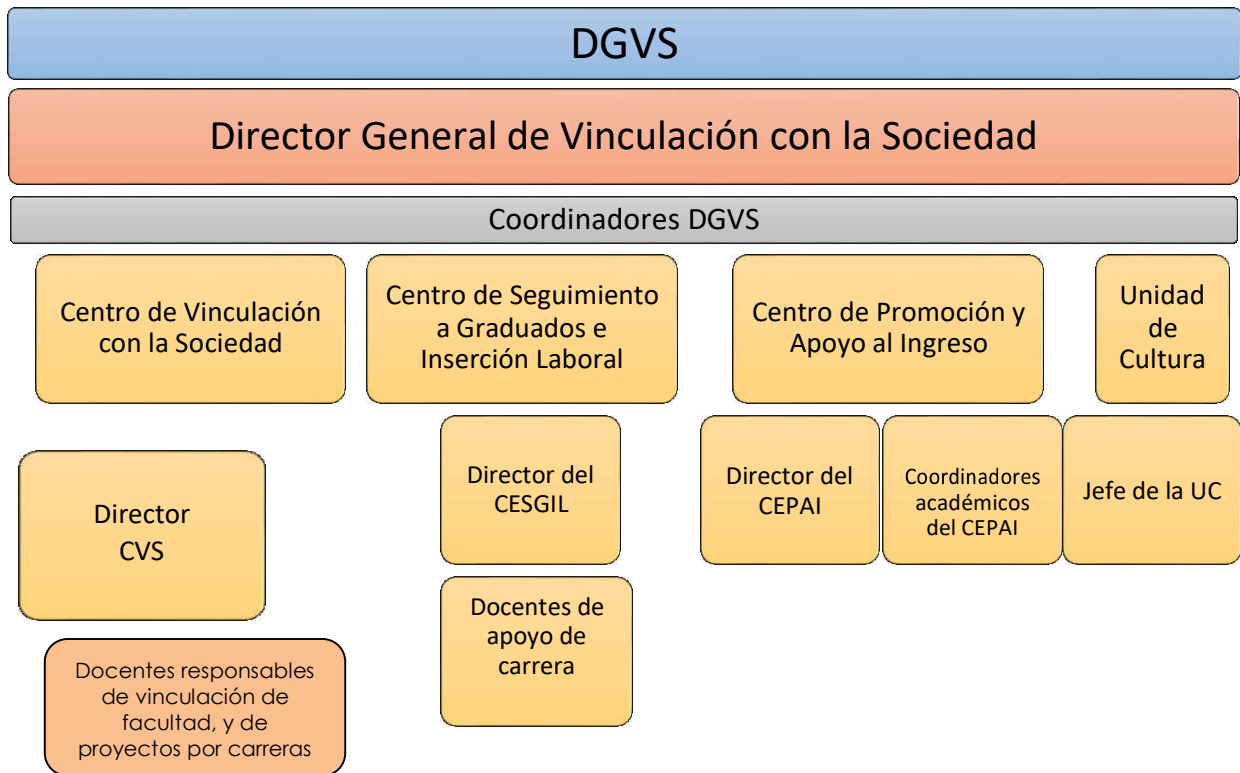 DGVS
Director General de Vinculación con la Sociedad
Coordinadores DGVS
Centro de Vinculación
con la Sociedad
Centro de Seguimiento
a Graduados e
Inserción Laboral
Centro de Promoción y
Apoyo al Ingreso
Unidad
de
Cultura
Director
CVS
Director del
CESGIL
Director del
CEPAI
Coordinadores
académicos
del CEPAI
Jefe de la UC
Docentes de
apoyo de
carrera
Docentes responsables
de vinculación de
facultad, y de
proyectos por carreras